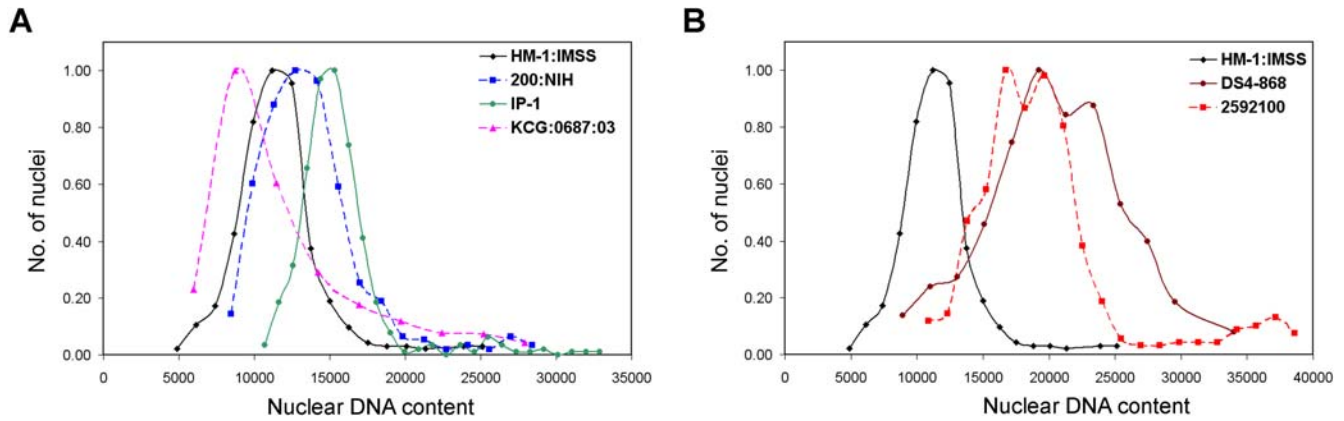 A
HM-1:IMSS
200:NIH
IP-1
KCG:0687:03
No. of nuclei
1.00
0.80
0.60
0.40
0.20
0.00
0 5000 10000 15000 20000 25000 30000 35000
Nuclear DNA content
B
HM-1:IMSS
DS4-868
2592100
No. of nuclei
1.00
0.80
0.60
0.40
0.20
0.00
0 5000 10000 15000 20000 25000 30000 35000 40000
Nuclear DNA content